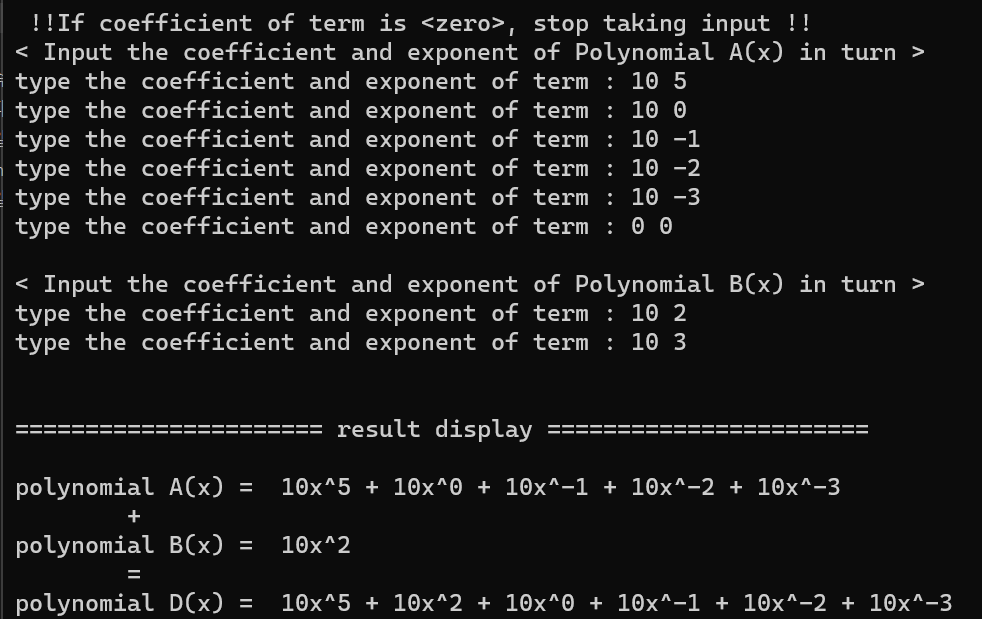 !!If coefficient of term is <zero>, stop taking input !!
< Input the coefficient and exponent of Polynomial A(x) in turn >
type the coefficient and exponent of term : 10 5
type the coefficient and exponent of term : 10 0
type the coefficient and exponent of term : 10 -1
type the coefficient and exponent of term : 10 -2
type the coefficient and exponent of term : 10 -3
type the coefficient and exponent of term : 0 0
< Input the coefficient and exponent of Polynomial B(x) in turn >
type the coefficient and exponent of term : 10 2
type the coefficient and exponent of term : 10 3
====================== result display =======================
polynomial A(x) =  10x^5 + 10x^0 + 10x^-1 + 10x^-2 + 10x^-3
+
polynomial B(x) =  10x^2
=
polynomial D(x) =  10x^5 + 10x^2 + 10x^0 + 10x^-1 + 10x^-2 + 10x^-3